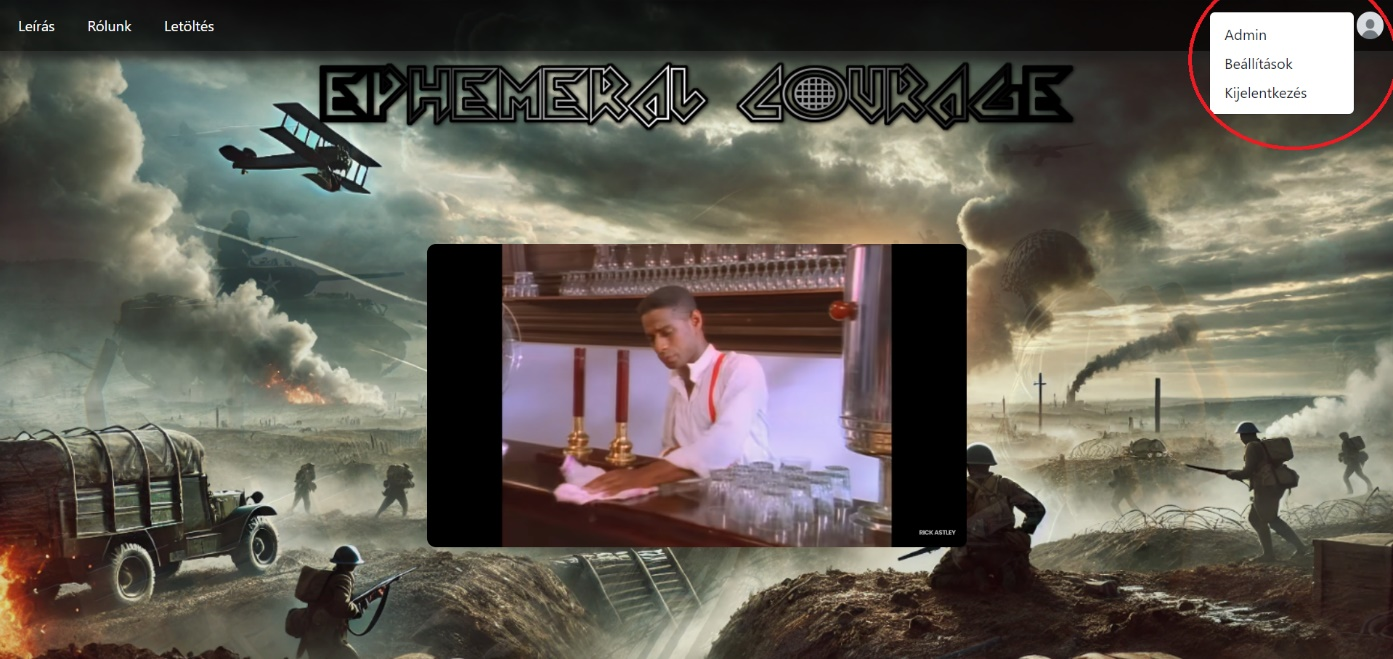 Leírás Rólunk Letöltés
Admin
Beállítások
Kijelentkezés
EPHEMERAL COURAGE
RICK ASTLEY